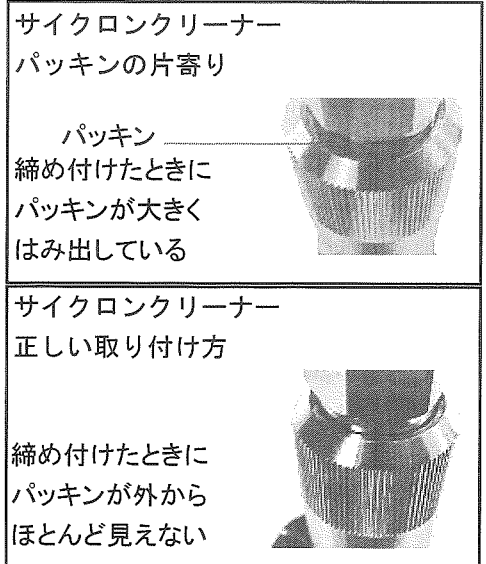 サイクロンクリーナー
パッキンの片寄り
パッキン
締め付けたときに
パッキンが大きく
はみ出している
サイクロンクリーナー
正しい取り付け方
締め付けたときに
パッキンが外から
ほとんど見えない